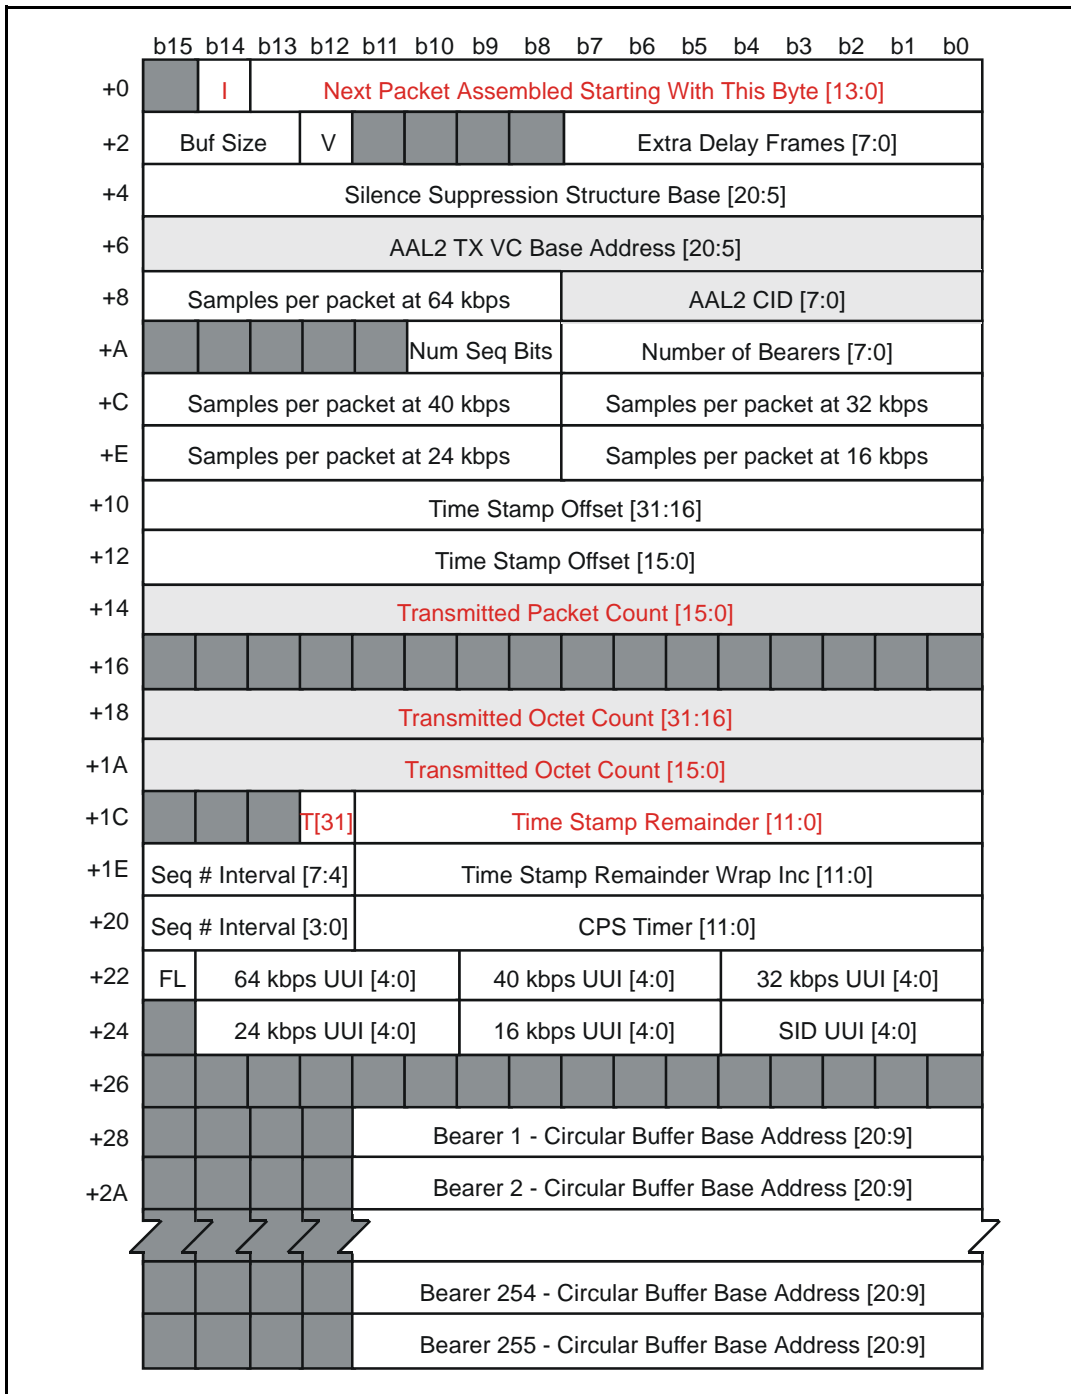 b15 b14 b13 b12 b11 b10 b9 b8 b7 b6 b5 b4 b3 b2 b1 b0
+0 I Next Packet Assembled Starting With This Byte [13:0]
+2 Buf Size V Extra Delay Frames [7:0]
+4 Silence Suppression Structure Base [20:5]
+6 AAL2 TX VC Base Address [20:5]
+8 Samples per packet at 64 kbps AAL2 CID [7:0]
+A Num Seq Bits Number of Bearers [7:0]
+C Samples per packet at 40 kbps Samples per packet at 32 kbps
+E Samples per packet at 24 kbps Samples per packet at 16 kbps
+10 Time Stamp Offset [31:16]
+12 Time Stamp Offset [15:0]
+14 Transmitted Packet Count [15:0]
+16
+18 Transmitted Octet Count [31:16]
+1A Transmitted Octet Count [15:0]
+1C T[31] Time Stamp Remainder [11:0]
+1E Seq # Interval [7:4] Time Stamp Remainder Wrap Inc [11:0]
+20 Seq # Interval [3:0] CPS Timer [11:0]
+22 FL 64 kbps UUI [4:0] 40 kbps UUI [4:0] 32 kbps UUI [4:0]
+24 24 kbps UUI [4:0] 16 kbps UUI [4:0] SID UUI [4:0]
+26
+28 Bearer 1 - Circular Buffer Base Address [20:9]
+2A Bearer 2 - Circular Buffer Base Address [20:9]
Bearer 254 - Circular Buffer Base Address [20:9]
Bearer 255 - Circular Buffer Base Address [20:9]